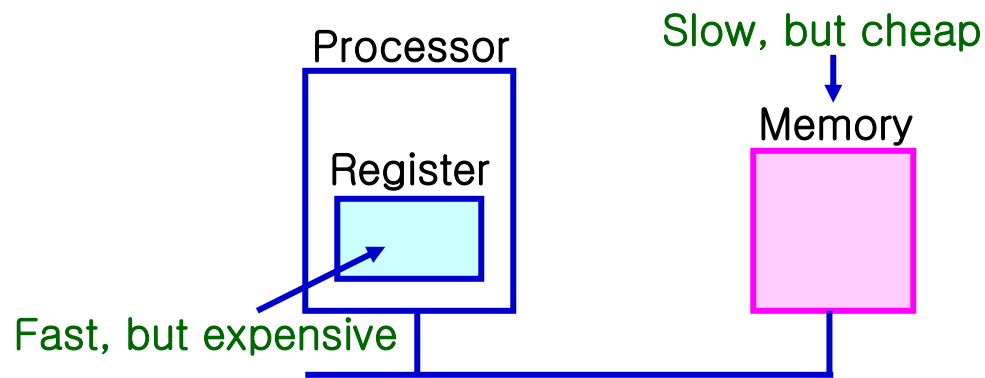 Slow, but cheap
Processor
Memory
Register
Fast, but expensive